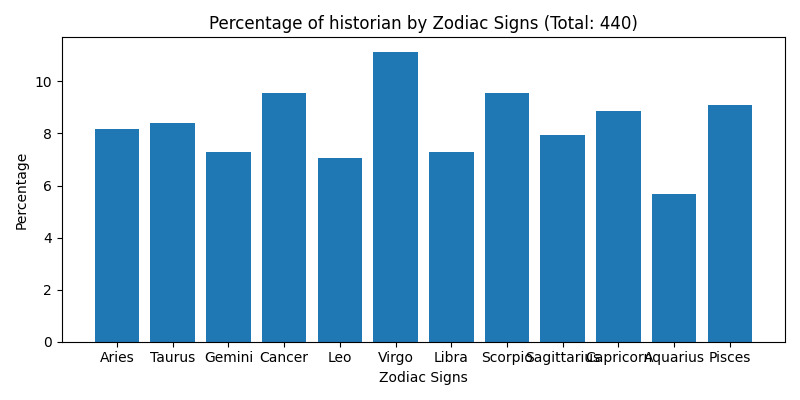 Percentage of historian by Zodiac Signs (Total: 440)
Percentage
10
8
6
4
2
0
Aries Taurus Gemini Cancer Leo Virgo Libra Scorpio Sagittarius Capricorn Aquarius Pisces
Zodiac Signs